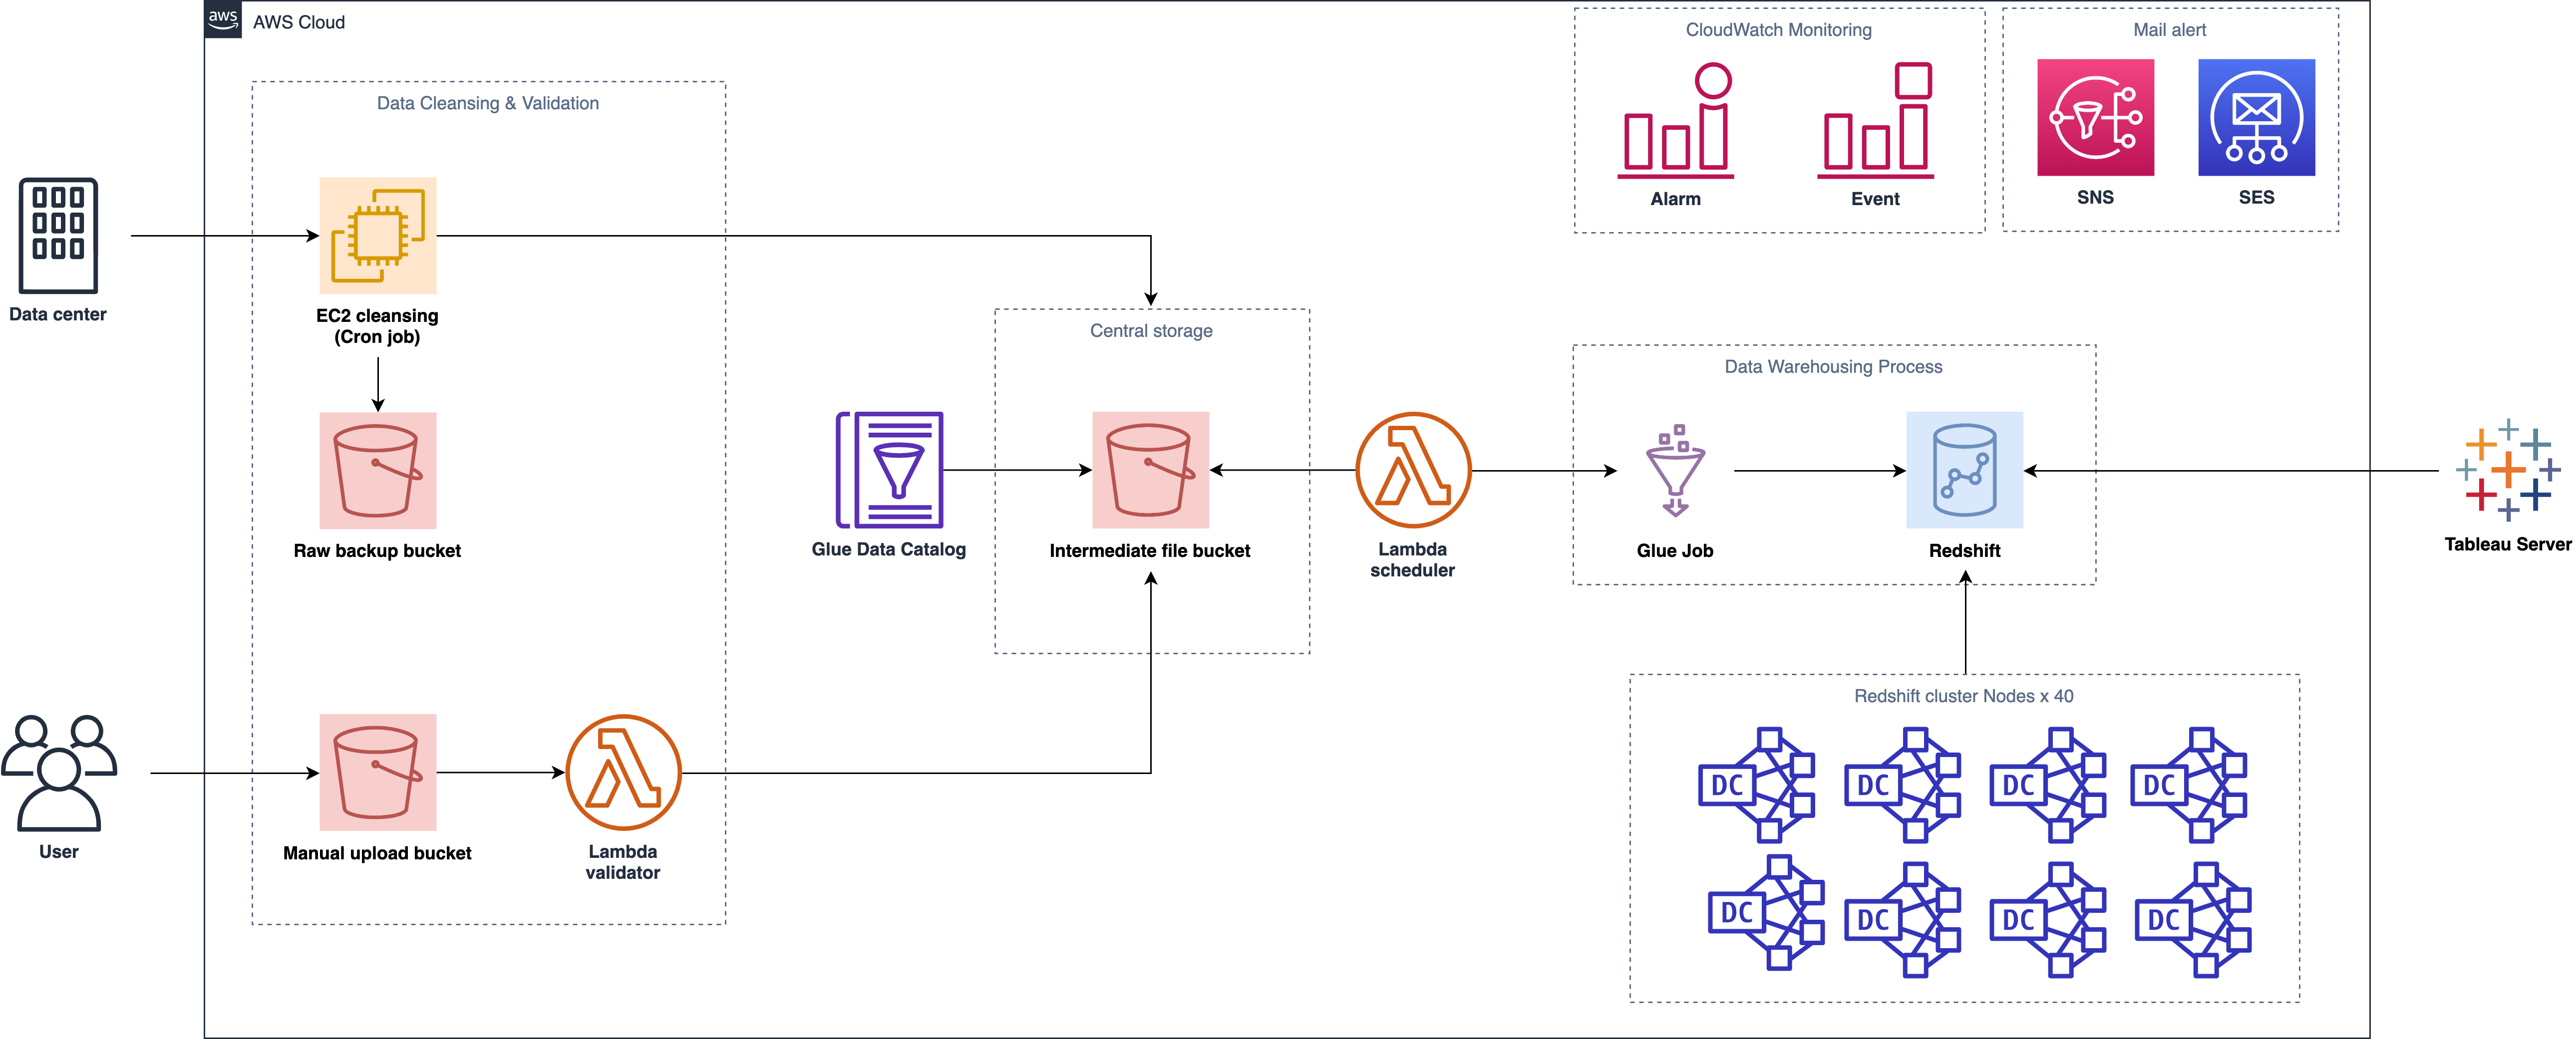 aws
AWS Cloud
CloudWatch Monitoring
Mail alert
Data Cleansing & Validation
Alarm
Event
SNS
SES
Data center
EC2 cleansing
(Cron job)
Central storage
Data Warehousing Process
Raw backup bucket
Glue Data Catalog
Intermediate file bucket
Lambda
scheduler
Glue Job
Redshift
Tableau Server
Redshift cluster Nodes x 40
DC
DC
DC
DC
User
Manual upload bucket
Lambda
validator
DC
DC
DC
DC